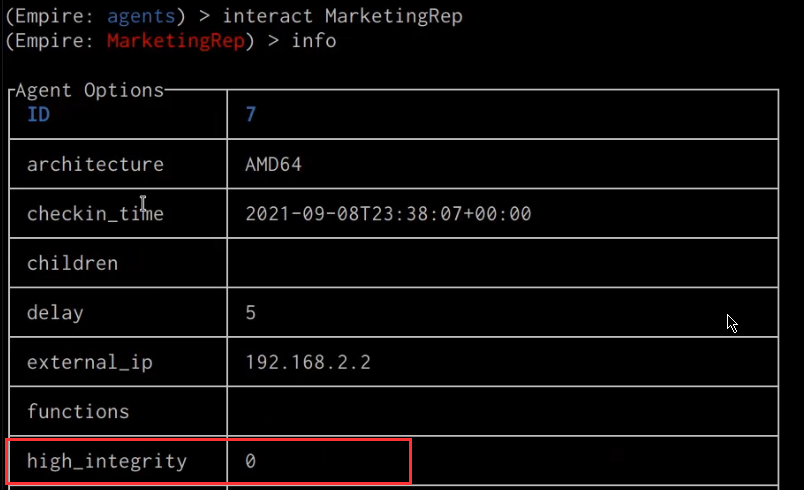 (Empire: agents) > interact MarketingRep
(Empire: MarketingRep) > info
Agent Options
ID 7
architecture AMD64
checkin_time 2021-09-08T23:38:07+00:00
children
delay 5
external_ip 192.168.2.2
functions
high_integrity 0